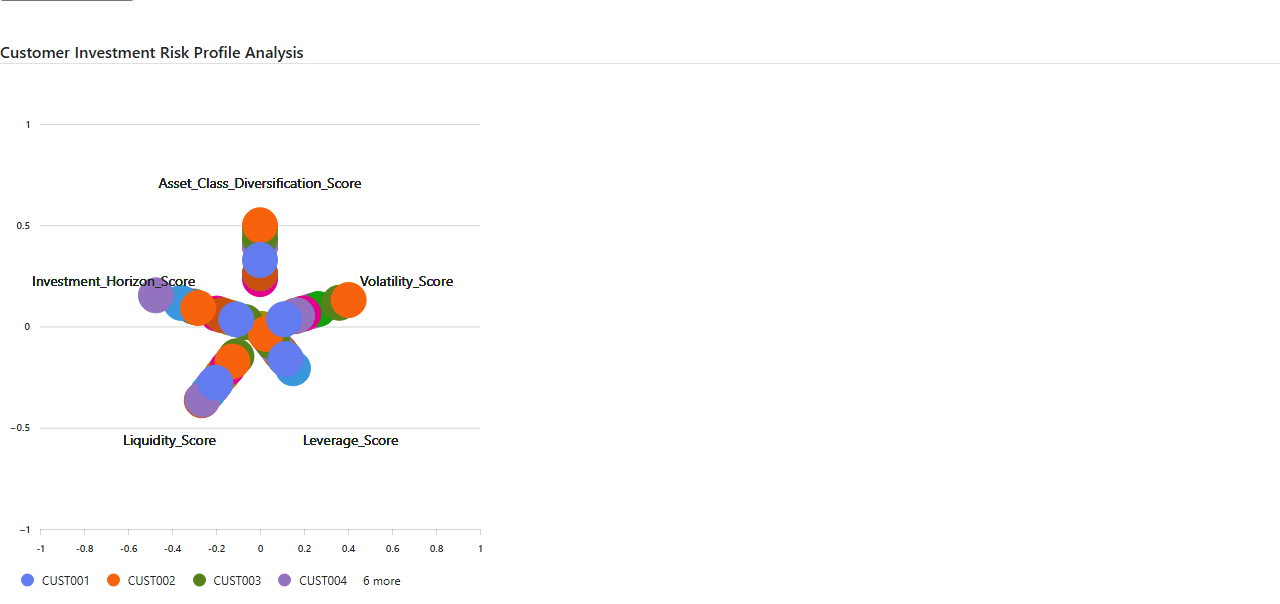 Customer Investment Risk Profile Analysis
1
Asset_Class_Diversification_Score
0.5
Investment_Horizon_Score Volatility_Score
0
−0.5
Liquidity_Score Leverage_Score
−1
-1 -0.8 -0.6 -0.4 -0.2 0 0.2 0.4 0.6 0.8 1
CUST001 CUST002 CUST003 CUST004 6 more